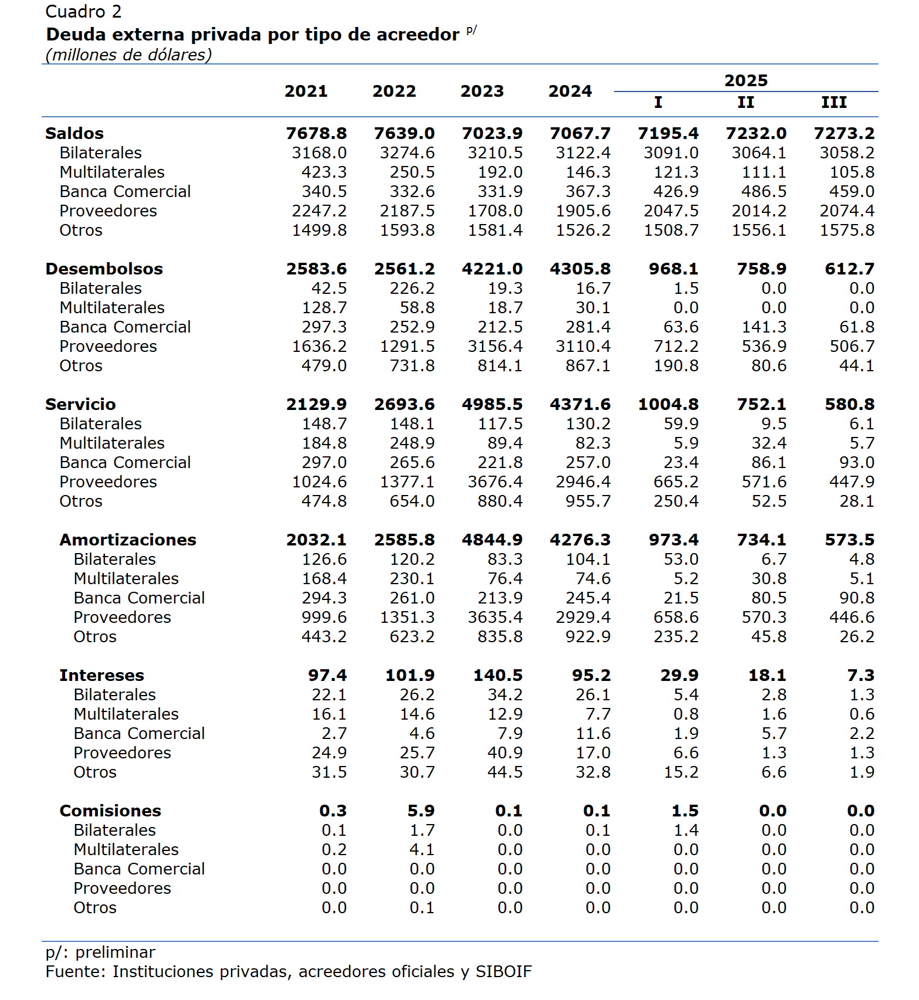 Cuadro 2
Deuda externa privada por tipo de acreedor p/
(millones de dólares)
2021 2022 2023 2024 2025
I II III
Saldos 7678.8 7639.0 7023.9 7067.7 7195.4 7232.0 7273.2
Bilaterales 3168.0 3274.6 3210.5 3122.4 3091.0 3064.1 3058.2
Multilaterales 423.3 250.5 192.0 146.3 121.3 111.1 105.8
Banca Comercial 340.5 332.6 331.9 367.3 426.9 486.5 459.0
Proveedores 2247.2 2187.5 1708.0 1905.6 2047.5 2014.2 2074.4
Otros 1499.8 1593.8 1581.4 1526.2 1508.7 1556.1 1575.8
Desembolsos 2583.6 2561.2 4221.0 4305.8 968.1 758.9 612.7
Bilaterales 42.5 226.2 19.3 16.7 1.5 0.0 0.0
Multilaterales 128.7 58.8 18.7 30.1 0.0 0.0 0.0
Banca Comercial 297.3 252.9 212.5 281.4 63.6 141.3 61.8
Proveedores 1636.2 1291.5 3156.4 3110.4 712.2 536.9 506.7
Otros 479.0 731.8 814.1 867.1 190.8 80.6 44.1
Servicio 2129.9 2693.6 4985.5 4371.6 1004.8 752.1 580.8
Bilaterales 148.7 148.1 117.5 130.2 59.9 9.5 6.1
Multilaterales 184.8 248.9 89.4 82.3 5.9 32.4 5.7
Banca Comercial 297.0 265.6 221.8 257.0 23.4 86.1 93.0
Proveedores 1024.6 1377.1 3676.4 2946.4 665.2 571.6 447.9
Otros 474.8 654.0 880.4 955.7 250.4 52.5 28.1
Amortizaciones 2032.1 2585.8 4844.9 4276.3 973.4 734.1 573.5
Bilaterales 126.6 120.2 83.3 104.1 53.0 6.7 4.8
Multilaterales 168.4 230.1 76.4 74.6 5.2 30.8 5.1
Banca Comercial 294.3 261.0 213.9 245.4 21.5 80.5 90.8
Proveedores 999.6 1351.3 3635.4 2929.4 658.6 570.3 446.6
Otros 443.2 623.2 835.8 922.9 235.2 45.8 26.2
Intereses 97.4 101.9 140.5 95.2 29.9 18.1 7.3
Bilaterales 22.1 26.2 34.2 26.1 5.4 2.8 1.3
Multilaterales 16.1 14.6 12.9 7.7 0.8 1.6 0.6
Banca Comercial 2.7 4.6 7.9 11.6 1.9 5.7 2.2
Proveedores 24.9 25.7 40.9 17.0 6.6 1.3 1.3
Otros 31.5 30.7 44.5 32.8 15.2 6.6 1.9
Comisiones 0.3 5.9 0.1 0.1 1.5 0.0 0.0
Bilaterales 0.1 1.7 0.0 0.1 1.4 0.0 0.0
Multilaterales 0.2 4.1 0.0 0.0 0.0 0.0 0.0
Banca Comercial 0.0 0.0 0.0 0.0 0.0 0.0 0.0
Proveedores 0.0 0.0 0.0 0.0 0.0 0.0 0.0
Otros 0.0 0.1 0.0 0.0 0.0 0.0 0.0
p/: preliminar
Fuente: Instituciones privadas, acreedores oficiales y SIBOIF